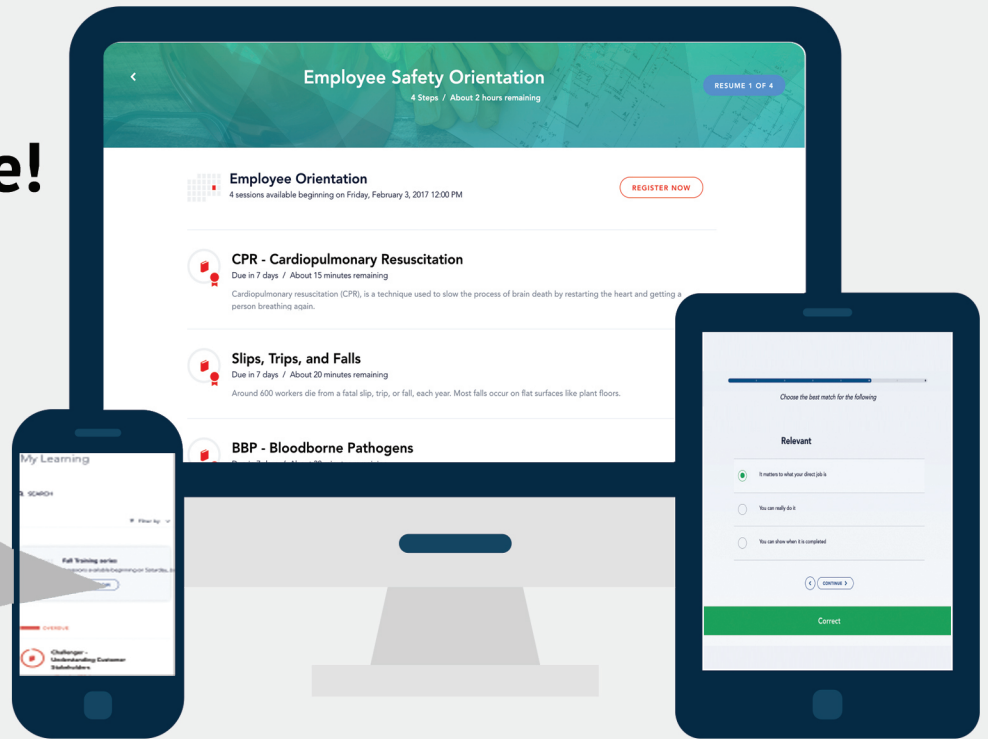 e!
Employee Safety Orientation
4 Steps / About 2 hours remaining
RESUME 1 OF 4
Employee Orientation
4 sessions available beginning on Friday, February 3, 2017 12:00 PM
REGISTER NOW
CPR - Cardiopulmonary Resuscitation
Due in 7 days / About 15 minutes remaining
Cardiopulmonary resuscitation (CPR), is a technique used to slow the process of brain death by restarting the heart and getting a
person breathing again.
Slips, Trips, and Falls
Due in 7 days / About 20 minutes remaining
Around 600 workers die from a fatal slip, trip, or fall, each year. Most falls occur on flat surfaces like plant floors.
BBP - Bloodborne Pathogens
My Learning
SEARCH
Filter by
Fall Training series
sessions available beginning on Saturday,
OVERDUE
Challenger -
Understanding Customer
Stakeholders
Choose the best match for the following
Relevant
It matters to what your direct job is
You can really do it
You can show when it is completed
CONTINUE
Correct